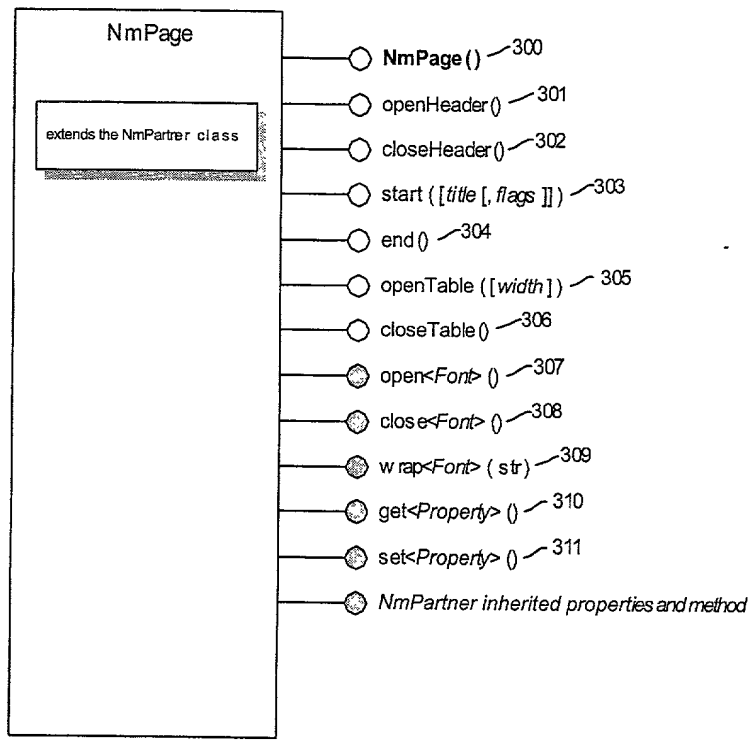 NmPage
extends the NmPartner class
NmPage() 300
openHeader() 301
closeHeader() 302
start ([title [, flags ]]) 303
end() 304
openTable ([width]) 305
closeTable() 306
open<Font> () 307
close<Font> () 308
wrap<Font> ( str) 309
get<Property> () 310
set<Property> () 311
NmPartner inherited properties and method